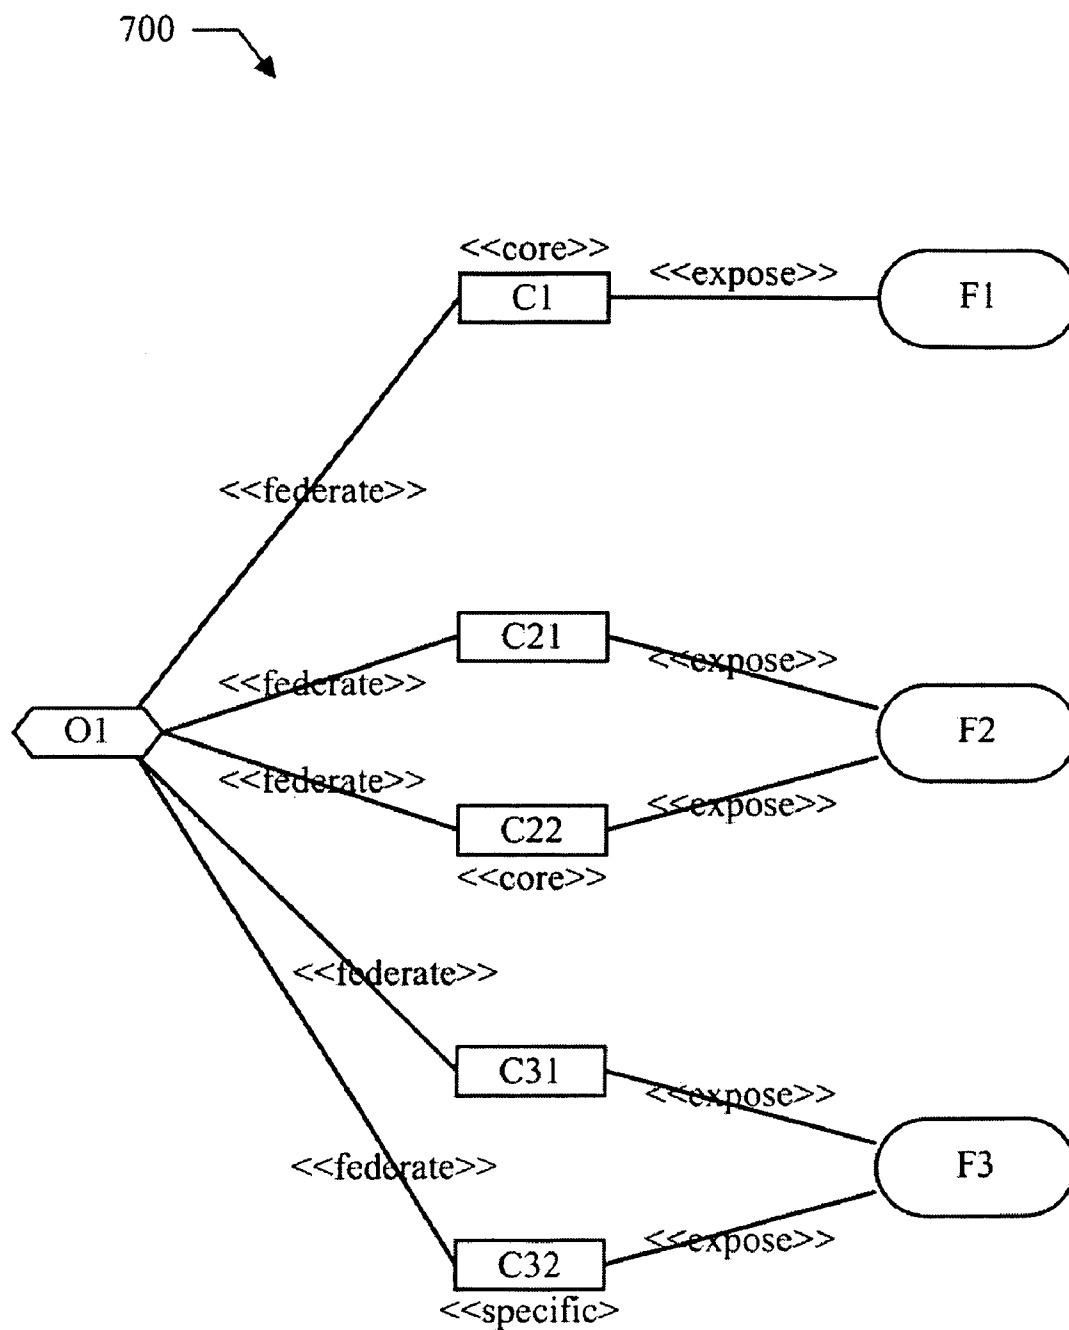 700
<<core>>
C1
<<expose>>
F1
<<federate>>
C21
<<expose>>
<<federate>>
O1
F2
<<federate>>
C22
<<expose>>
<<core>>
<<federate>>
C31
<<expose>>
<<federate>>
F3
C32
<<expose>>
<<specific>